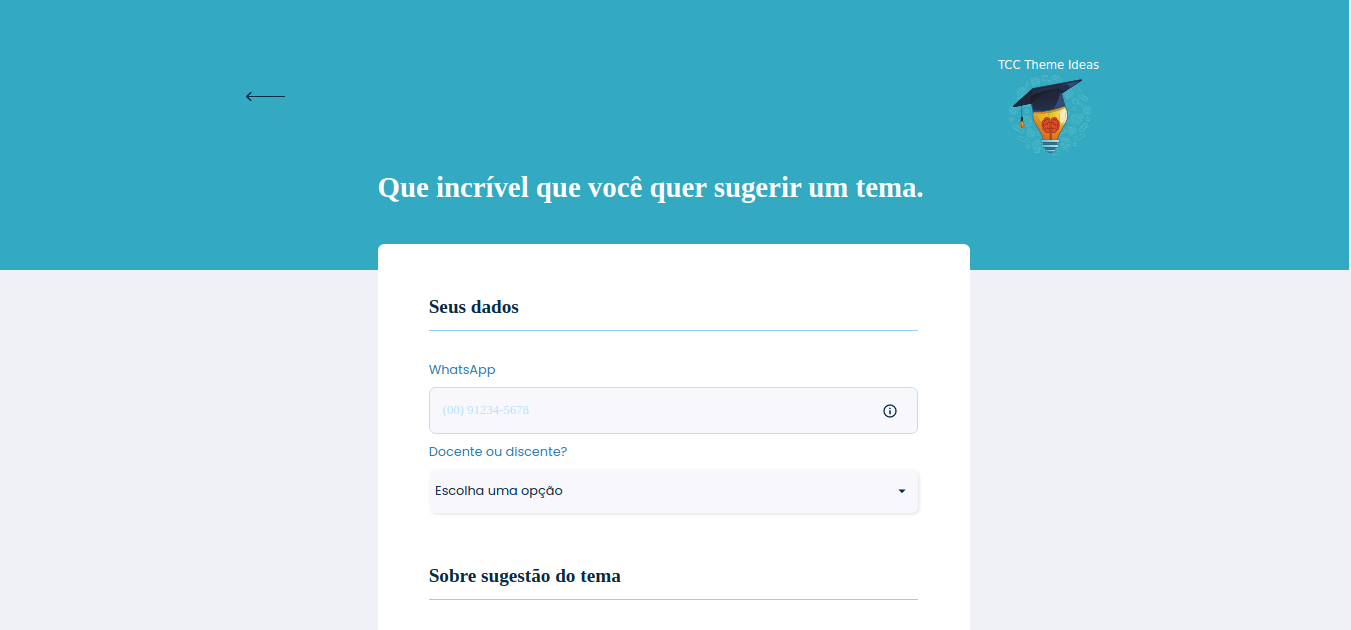 TCC Theme Ideas
Que incrível que você quer sugerir um tema.
Seus dados
WhatsApp
(00) 91234-5678
Docente ou discente?
Escolha uma opção
Sobre sugestão do tema